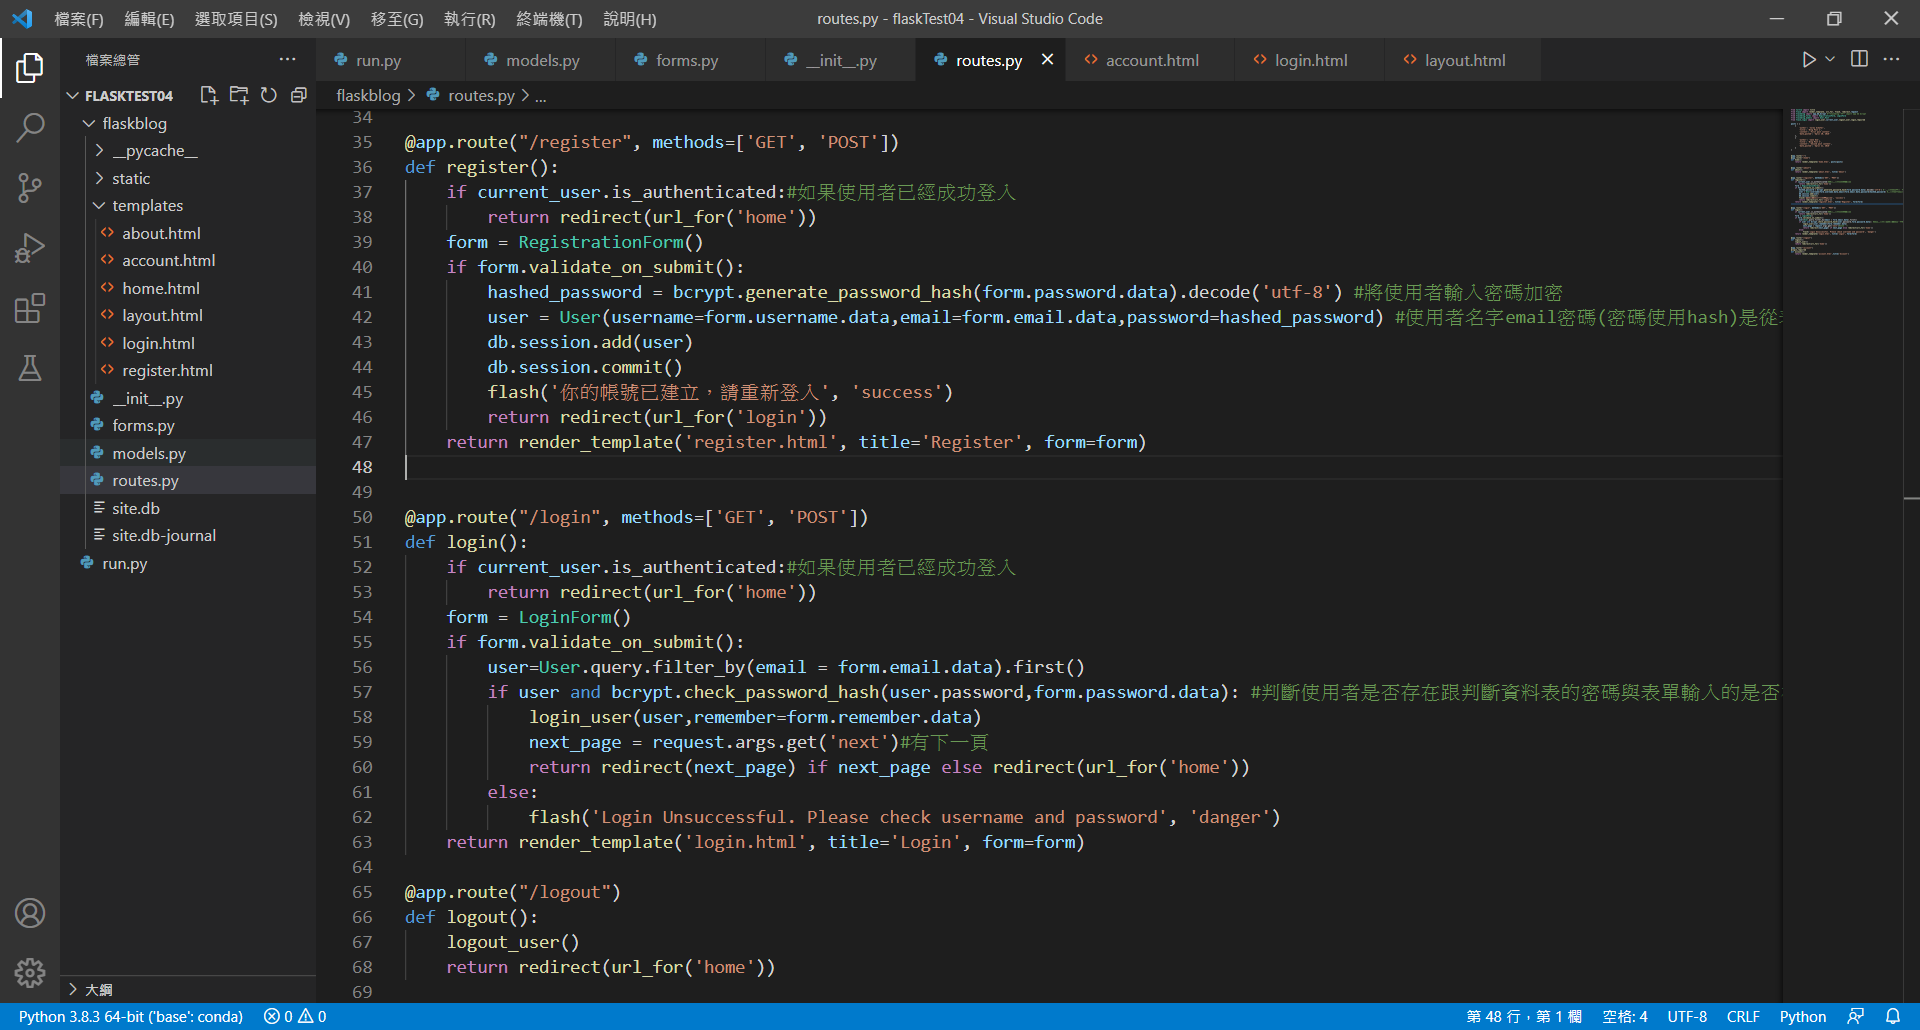 檔案(F) 編輯(E) 選取項目(S) 檢視(V) 移至(G) 執行(R) 終端機(T) 說明(H) routes.py - flaskTest04 - Visual Studio Code
檔案總管
run.py models.py forms.py __init__.py routes.py account.html login.html layout.html
FLASKTEST04
flaskblog > routes.py > ...
flaskblog
__pycache__
static
templates
about.html
account.html
home.html
layout.html
login.html
register.html
__init__.py
forms.py
models.py
routes.py
site.db
site.db-journal
run.py
大綱
34
35 @app.route("/register", methods=['GET', 'POST'])
36 def register():
37     if current_user.is_authenticated:#如果使用者已經成功登入
38         return redirect(url_for('home'))
39     form = RegistrationForm()
40     if form.validate_on_submit():
41         hashed_password = bcrypt.generate_password_hash(form.password.data).decode('utf-8') #將使用者輸入密碼加密
42         user = User(username=form.username.data,email=form.email.data,password=hashed_password) #使用者名字email密碼(密碼使用hash)是從
43         db.session.add(user)
44         db.session.commit()
45         flash('你的帳號已建立，請重新登入', 'success')
46         return redirect(url_for('login'))
47     return render_template('register.html', title='Register', form=form)
48
49
50 @app.route("/login", methods=['GET', 'POST'])
51 def login():
52     if current_user.is_authenticated:#如果使用者已經成功登入
53         return redirect(url_for('home'))
54     form = LoginForm()
55     if form.validate_on_submit():
56         user=User.query.filter_by(email = form.email.data).first()
57         if user and bcrypt.check_password_hash(user.password,form.password.data): #判斷使用者是否存在跟判斷資料表的密碼與表單輸入的是否
58             login_user(user,remember=form.remember.data)
59             next_page = request.args.get('next')#有下一頁
60             return redirect(next_page) if next_page else redirect(url_for('home'))
61         else:
62             flash('Login Unsuccessful. Please check username and password', 'danger')
63     return render_template('login.html', title='Login', form=form)
64
65 @app.route("/logout")
66 def logout():
67     logout_user()
68     return redirect(url_for('home'))
69
Python 3.8.3 64-bit ('base': conda) 0 0 第 48 行，第 1 欄 空格: 4 UTF-8 CRLF Python